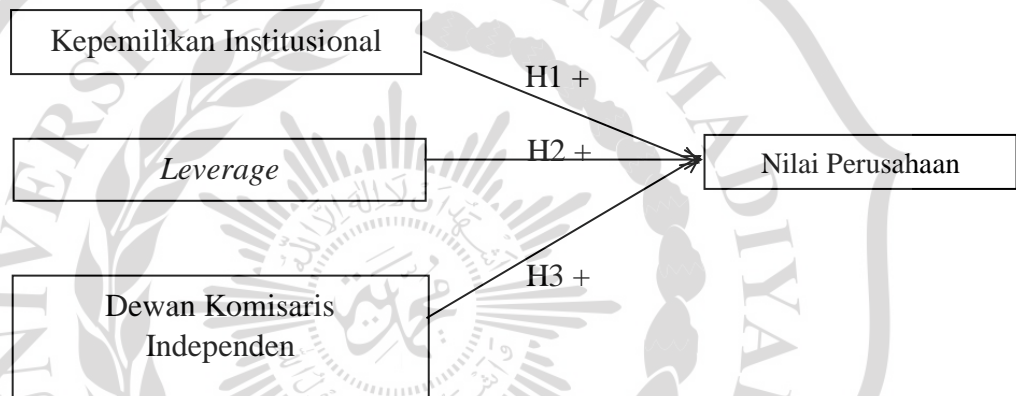 Kepemilikan Institusional
H1 +
Leverage
H2 +
Nilai Perusahaan
H3 +
Dewan Komisaris
Independen